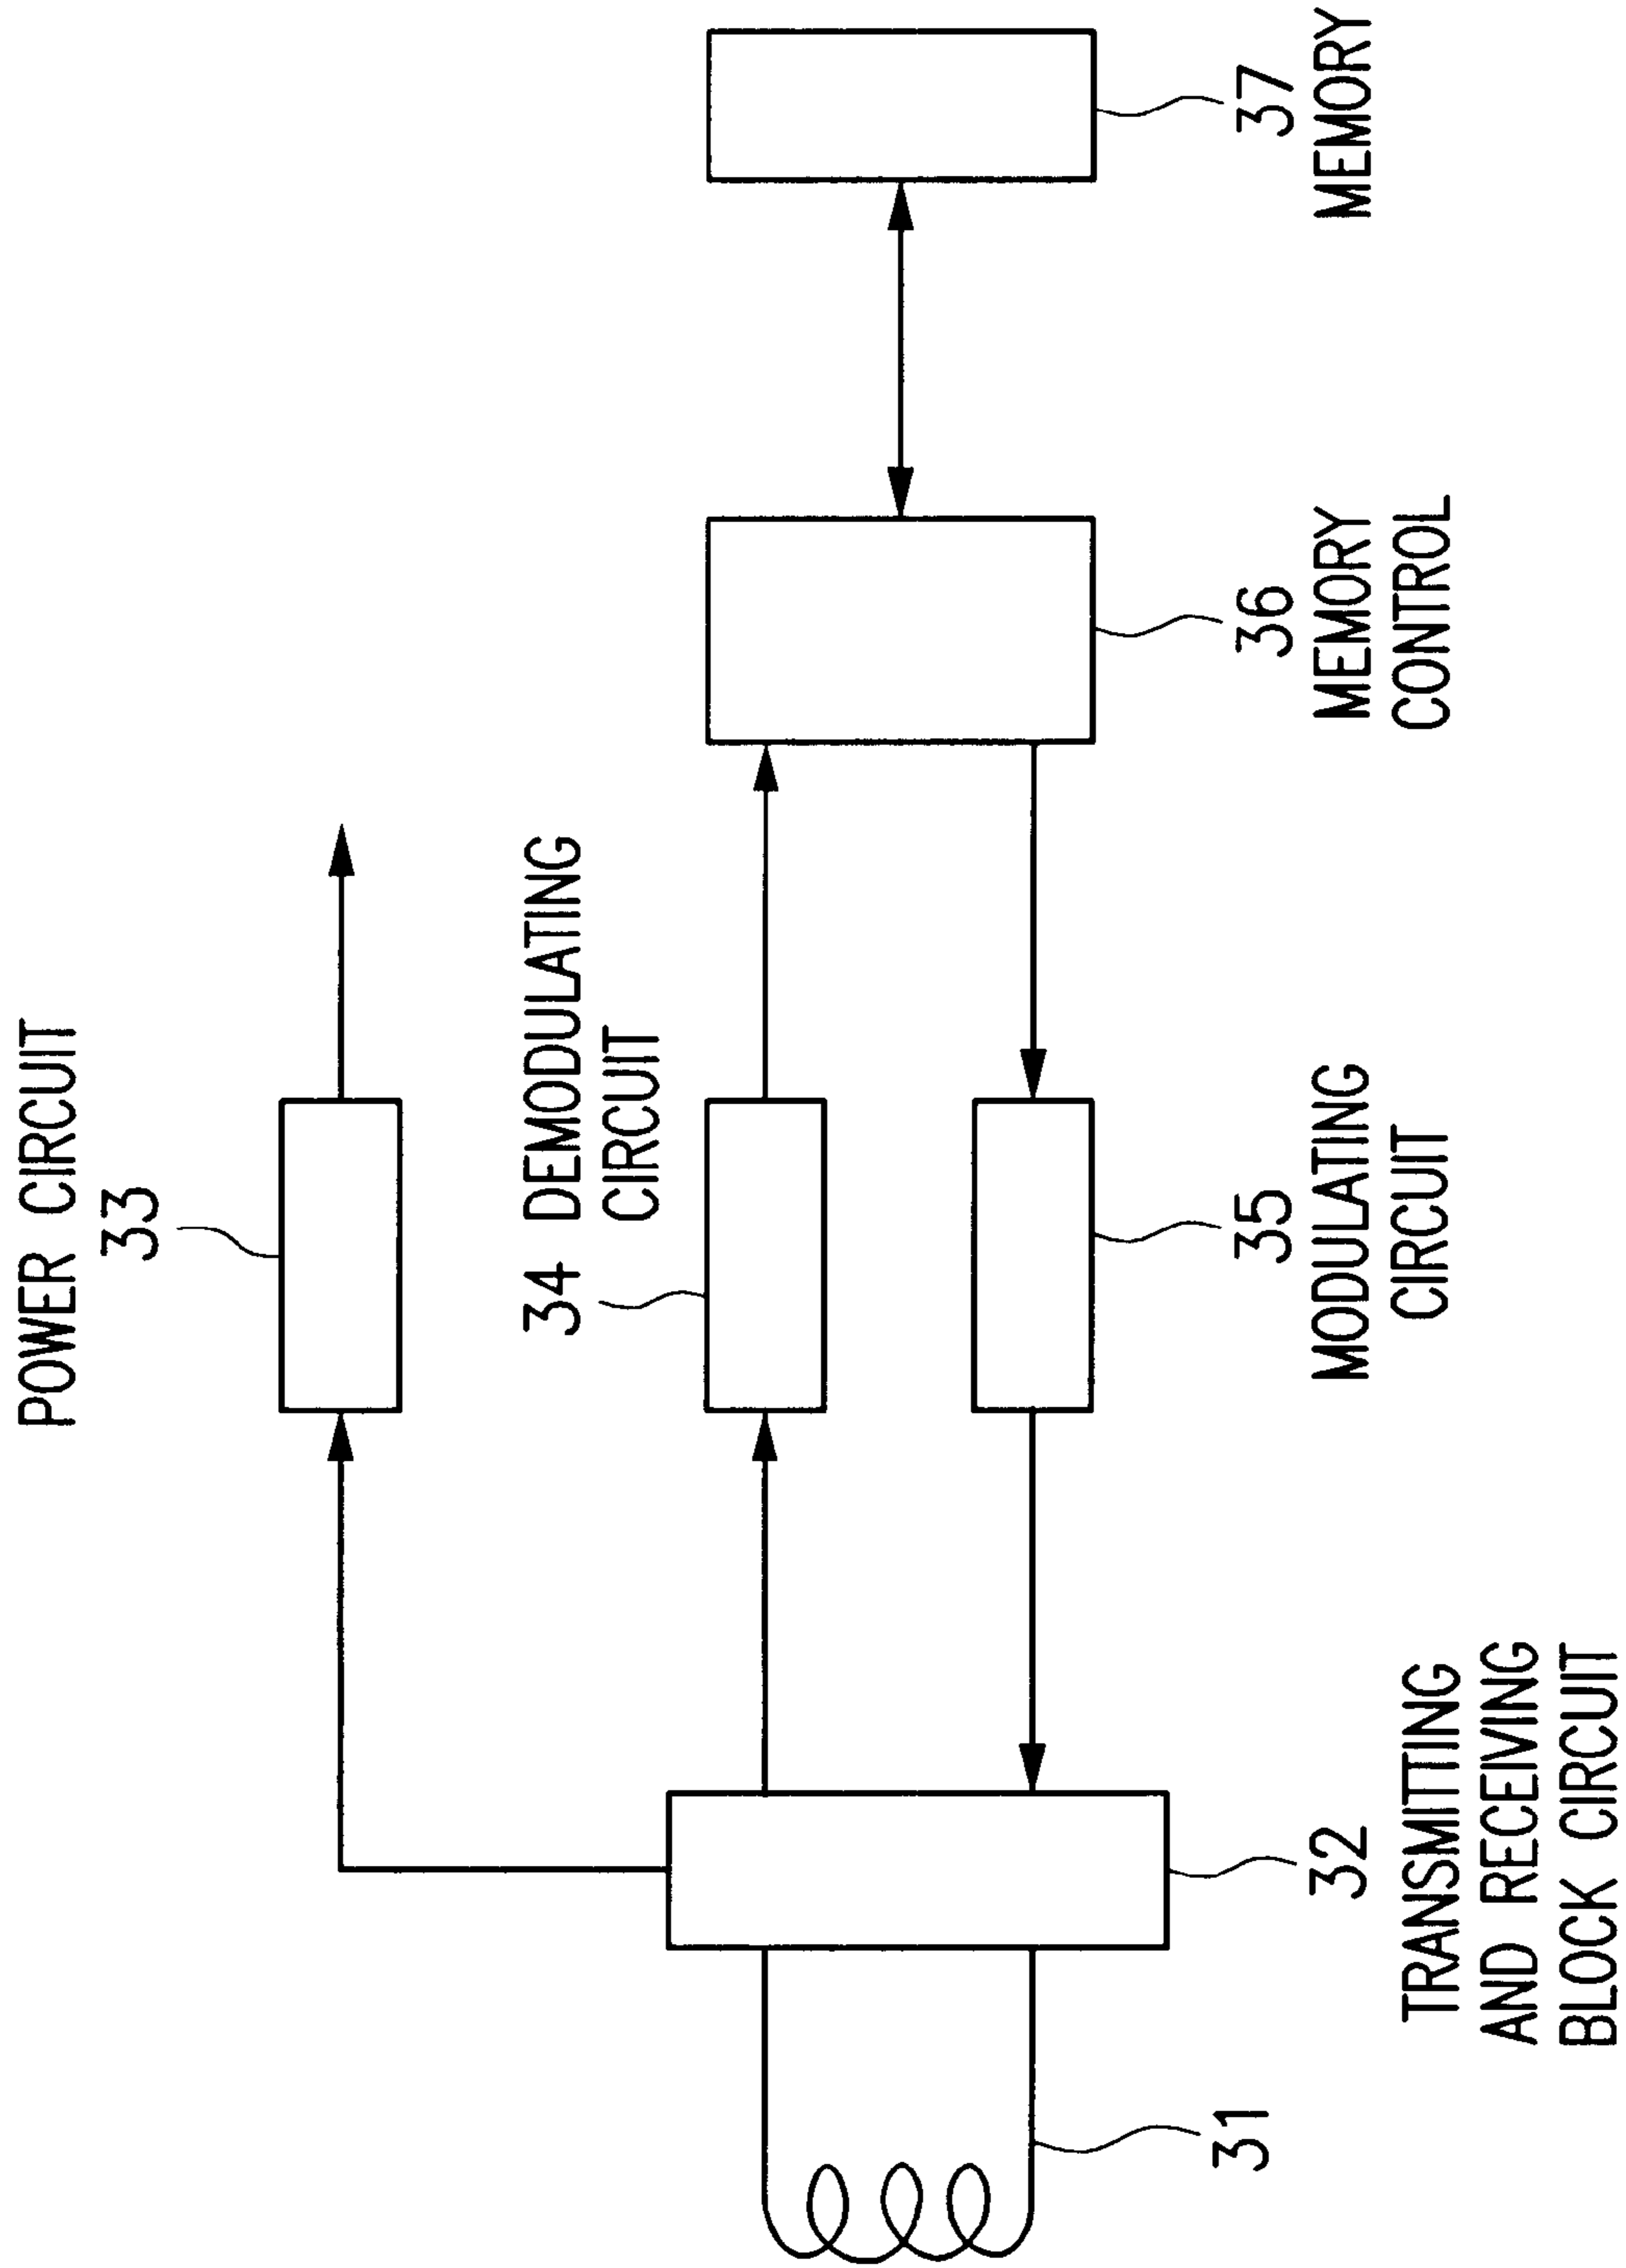 POWER CIRCUIT
33
34 DEMODULATING
CIRCUIT
31
32
TRANSMITTING
AND RECEIVING
BLOCK CIRCUIT
35
MODULATING
CIRCUIT
36
MEMORY
CONTROL
37
MEMORY